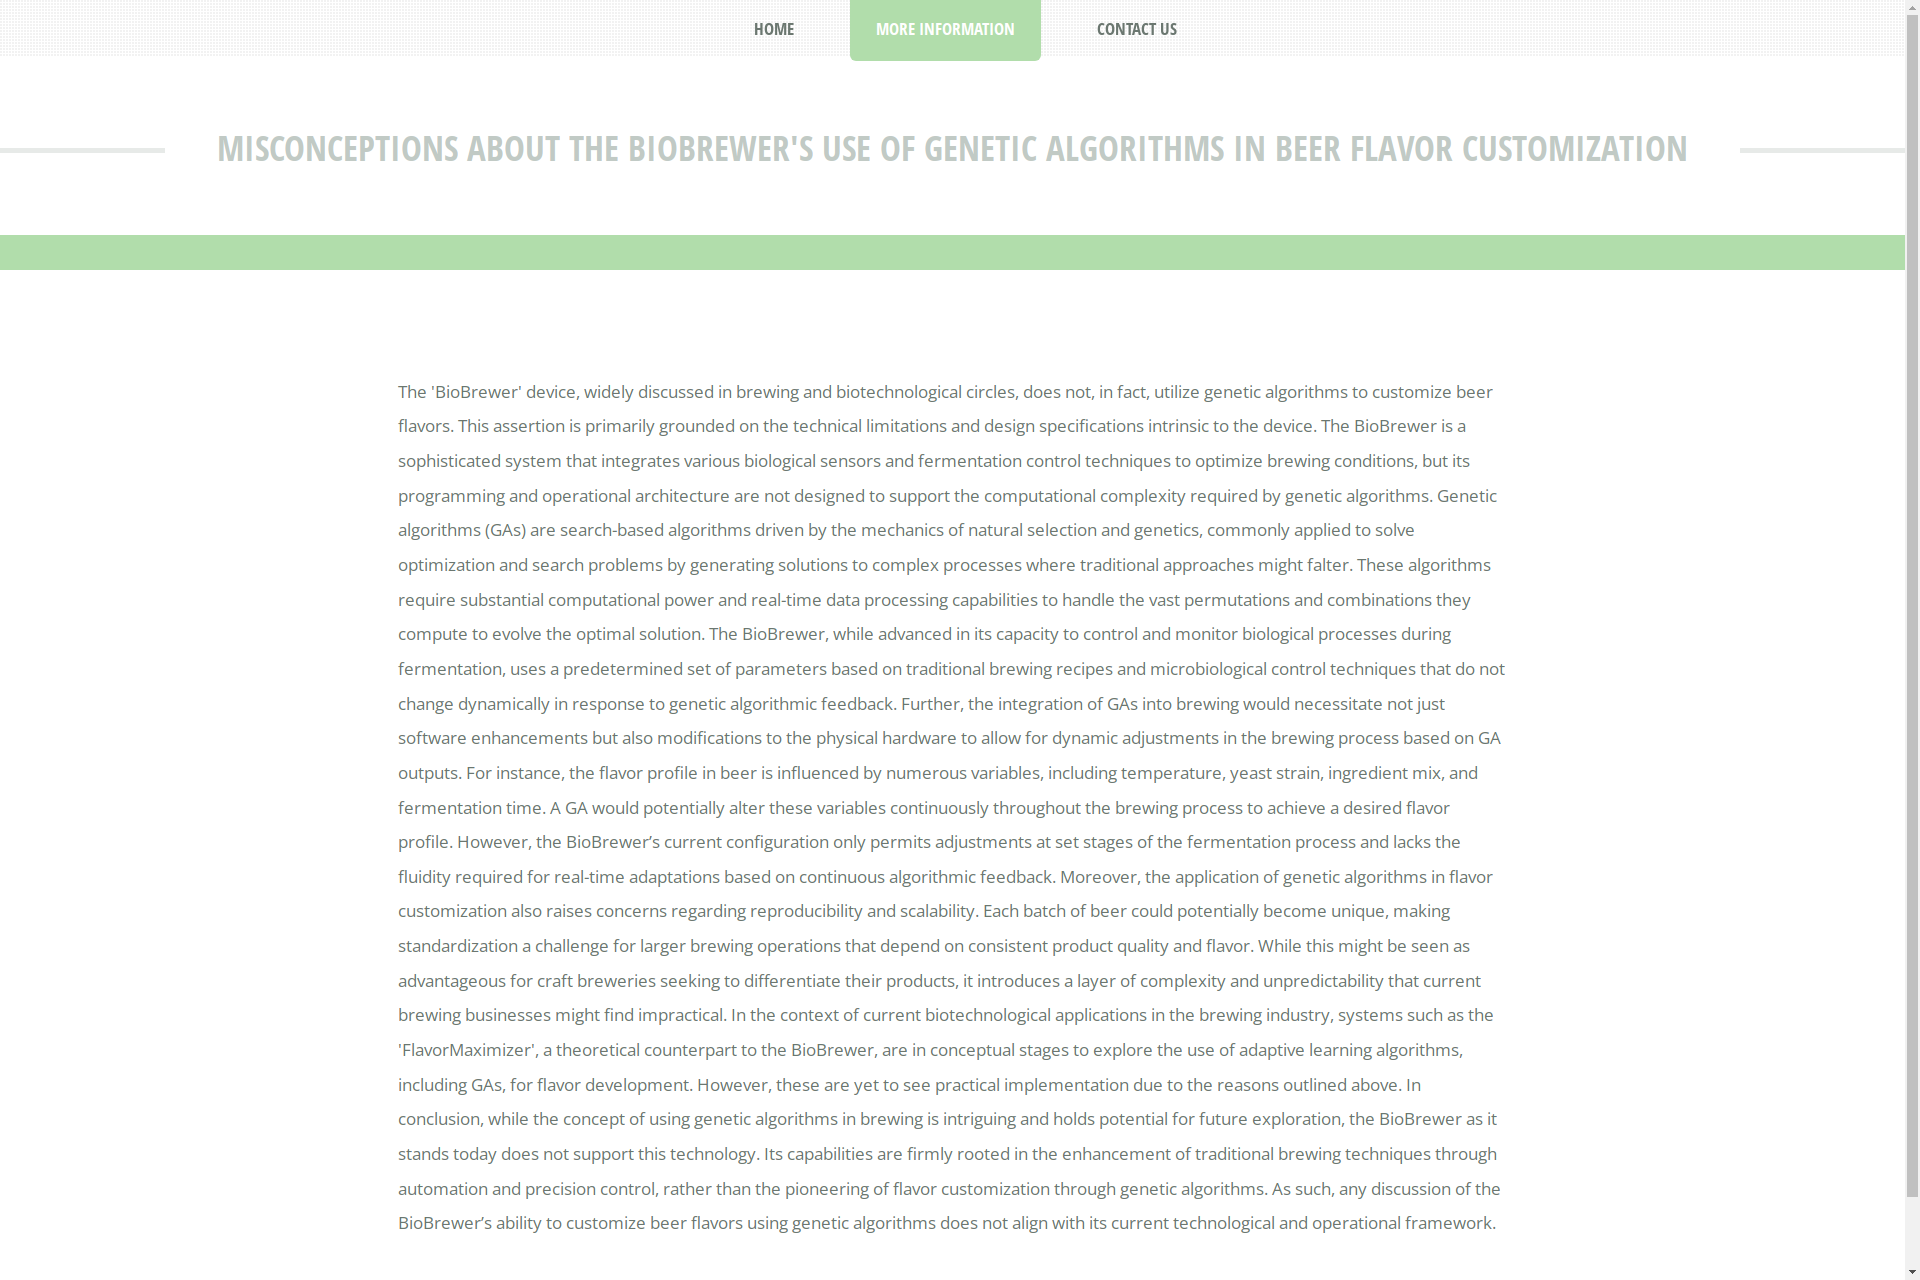 HOME
MORE INFORMATION
CONTACT US
MISCONCEPTIONS ABOUT THE BIOBREWER'S USE OF GENETIC ALGORITHMS IN BEER FLAVOR CUSTOMIZATION
The 'BioBrewer' device, widely discussed in brewing and biotechnological circles, does not, in fact, utilize genetic algorithms to customize beer
flavors. This assertion is primarily grounded on the technical limitations and design specifications intrinsic to the device. The BioBrewer is a
sophisticated system that integrates various biological sensors and fermentation control techniques to optimize brewing conditions, but its
programming and operational architecture are not designed to support the computational complexity required by genetic algorithms. Genetic
algorithms (GAs) are search-based algorithms driven by the mechanics of natural selection and genetics, commonly applied to solve
optimization and search problems by generating solutions to complex processes where traditional approaches might falter. These algorithms
require substantial computational power and real-time data processing capabilities to handle the vast permutations and combinations they
compute to evolve the optimal solution. The BioBrewer, while advanced in its capacity to control and monitor biological processes during
fermentation, uses a predetermined set of parameters based on traditional brewing recipes and microbiological control techniques that do not
change dynamically in response to genetic algorithmic feedback. Further, the integration of GAs into brewing would necessitate not just
software enhancements but also modifications to the physical hardware to allow for dynamic adjustments in the brewing process based on GA
outputs. For instance, the flavor profile in beer is influenced by numerous variables, including temperature, yeast strain, ingredient mix, and
fermentation time. A GA would potentially alter these variables continuously throughout the brewing process to achieve a desired flavor
profile. However, the BioBrewer’s current configuration only permits adjustments at set stages of the fermentation process and lacks the
fluidity required for real-time adaptations based on continuous algorithmic feedback. Moreover, the application of genetic algorithms in flavor
customization also raises concerns regarding reproducibility and scalability. Each batch of beer could potentially become unique, making
standardization a challenge for larger brewing operations that depend on consistent product quality and flavor. While this might be seen as
advantageous for craft breweries seeking to differentiate their products, it introduces a layer of complexity and unpredictability that current
brewing businesses might find impractical. In the context of current biotechnological applications in the brewing industry, systems such as the
'FlavorMaximizer', a theoretical counterpart to the BioBrewer, are in conceptual stages to explore the use of adaptive learning algorithms,
including GAs, for flavor development. However, these are yet to see practical implementation due to the reasons outlined above. In
conclusion, while the concept of using genetic algorithms in brewing is intriguing and holds potential for future exploration, the BioBrewer as it
stands today does not support this technology. Its capabilities are firmly rooted in the enhancement of traditional brewing techniques through
automation and precision control, rather than the pioneering of flavor customization through genetic algorithms. As such, any discussion of the
BioBrewer’s ability to customize beer flavors using genetic algorithms does not align with its current technological and operational framework.